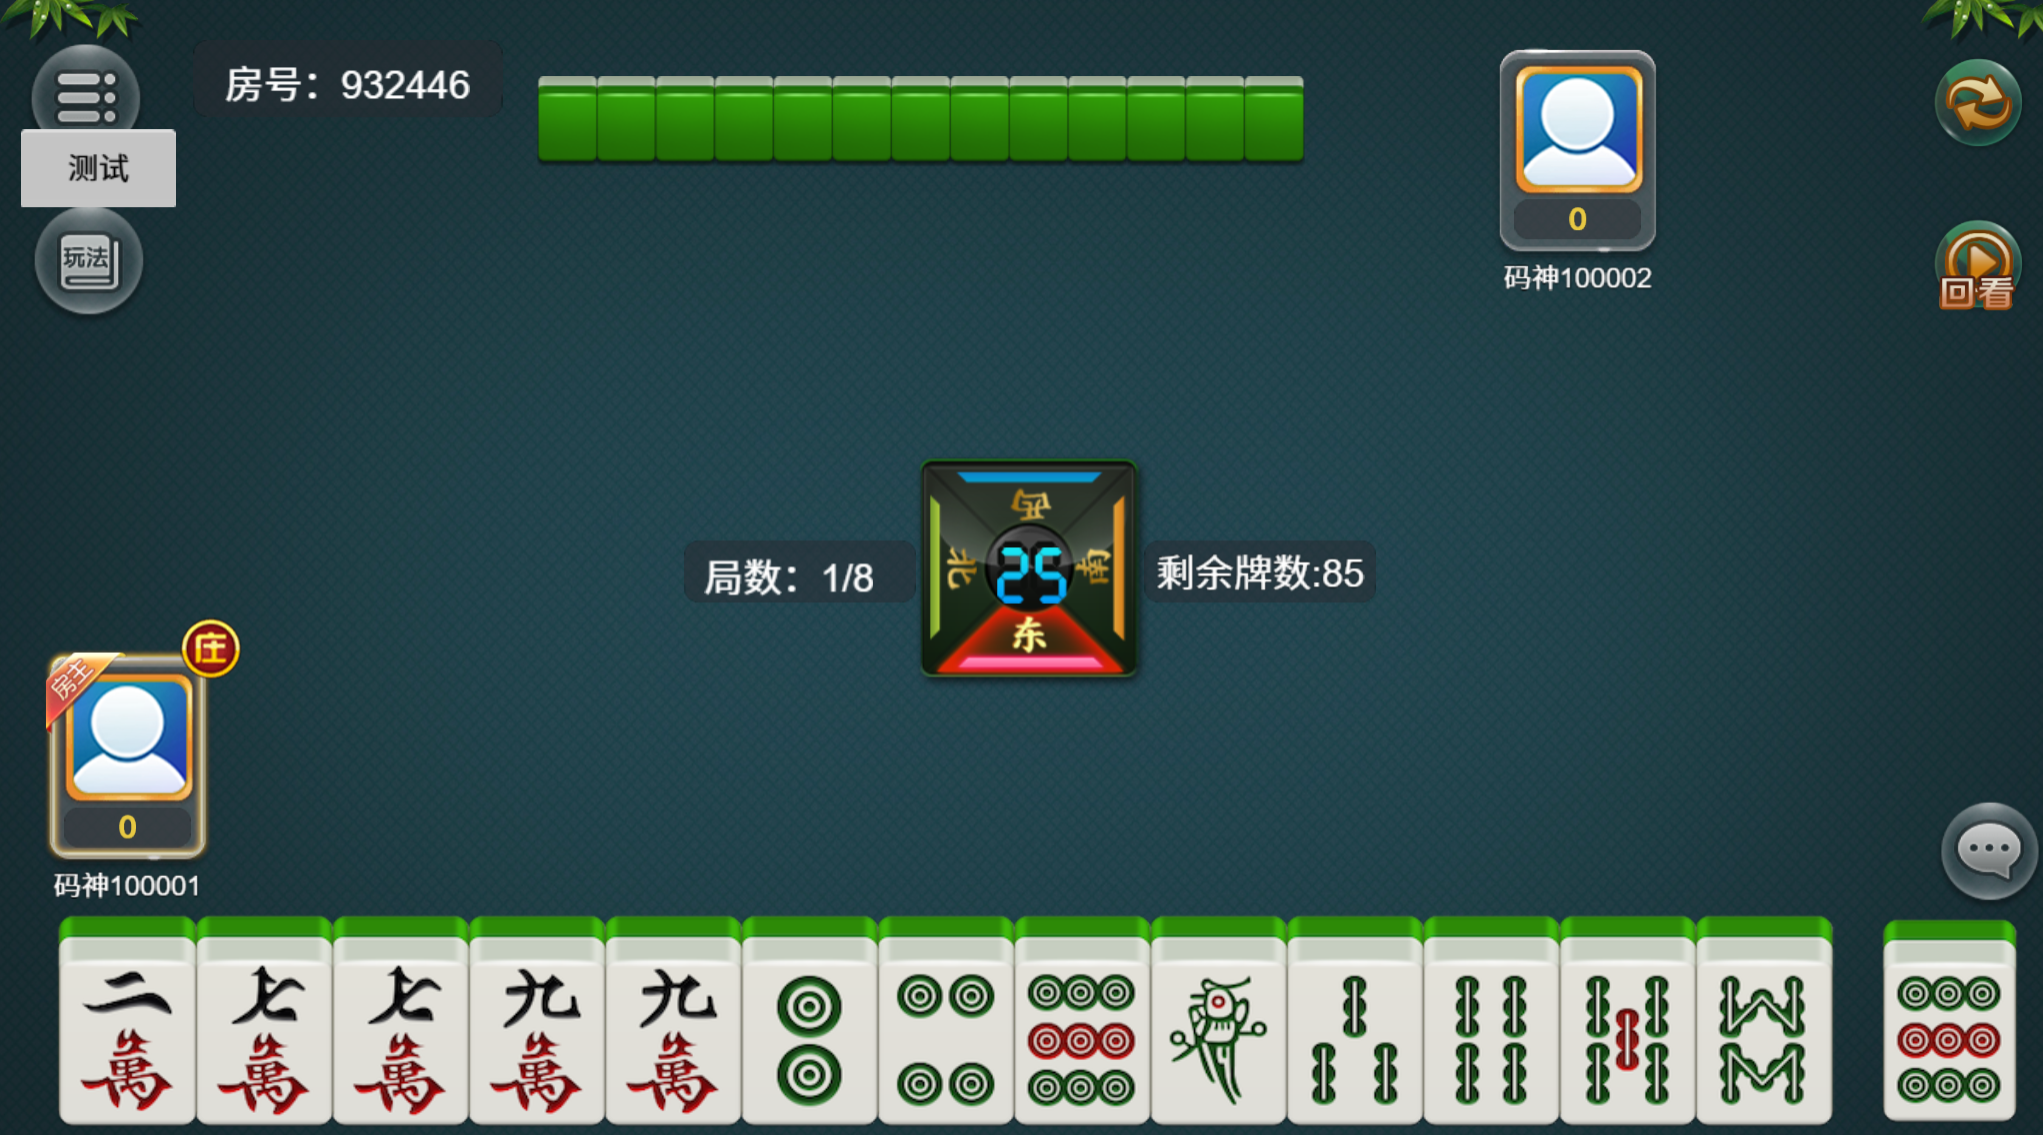 房号：932446
测试
玩法
0
码神100002
回看
西
北
25
南
东
局数：1/8
剩余牌数:85
庄
房主
0
码神100001
二萬
七萬
七萬
九萬
九萬